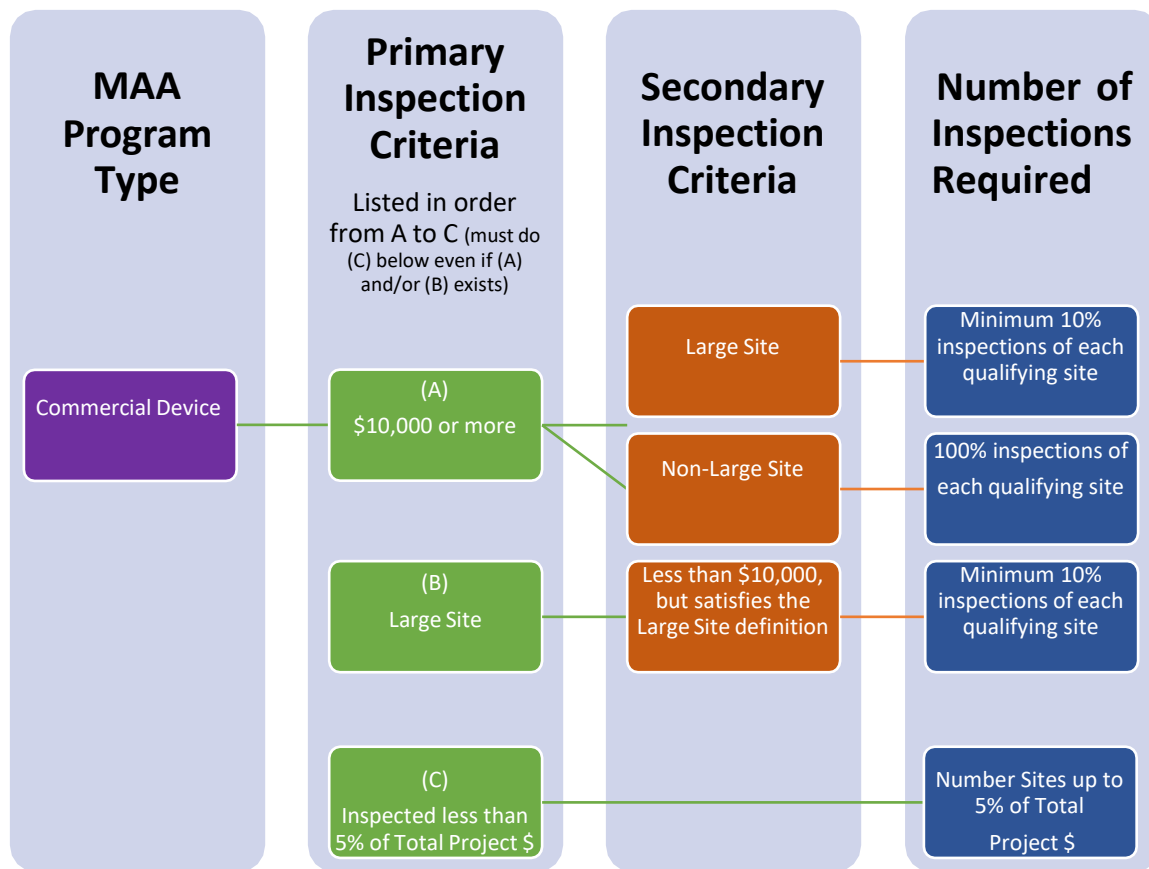 MAA
Program
Type
Primary
Inspection
Criteria
Listed in order
from A to C (must do
(C) below even if (A)
and/or (B) exists)
Secondary
Inspection
Criteria
Number of
Inspections
Required
Commercial Device
(A)
$10,000 or more
Large Site
Minimum 10%
inspections of each
qualifying site
Non-Large Site
100% inspections of
each qualifying site
(B)
Large Site
Less than $10,000,
but satisfies the
Large Site definition
Minimum 10%
inspections of each
qualifying site
(C)
Inspected less than
5% of Total Project $
Number Sites up to
5% of Total
Project $